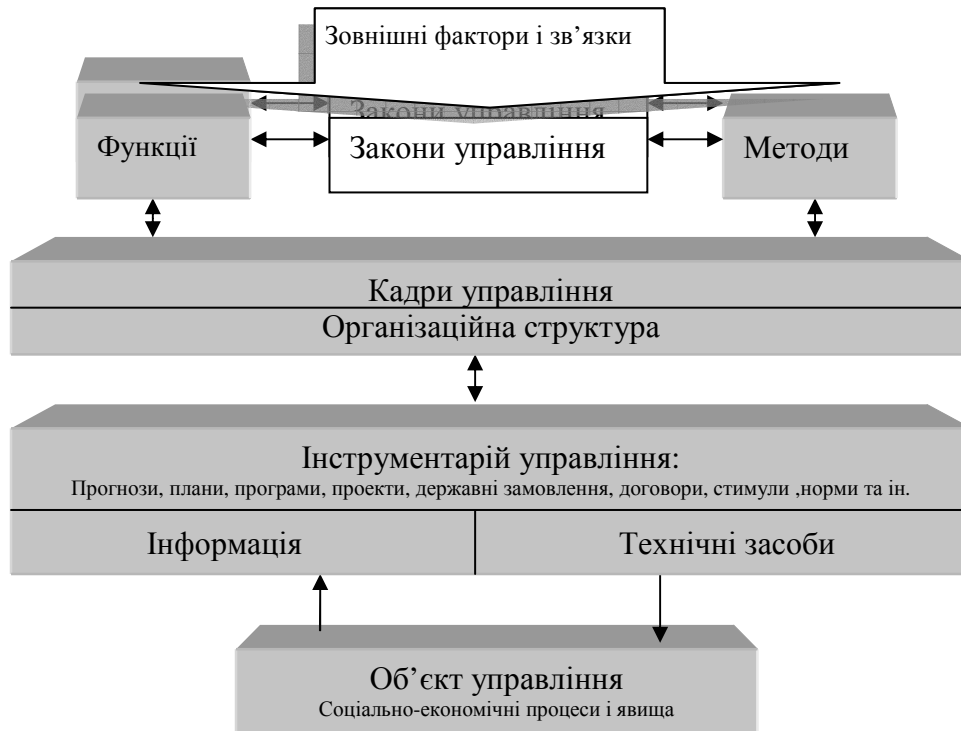 Зовнішні фактори і зв’язки
Закони управління
Функції
Закони управління
Методи
Кадри управління
Організаційна структура
Інструментарій управління:
Прогнози, плани, програми, проекти, державні замовлення, договори, стимули ,норми та ін.
Інформація
Технічні засоби
Об’єкт управління
Соціально-економічні процеси і явища